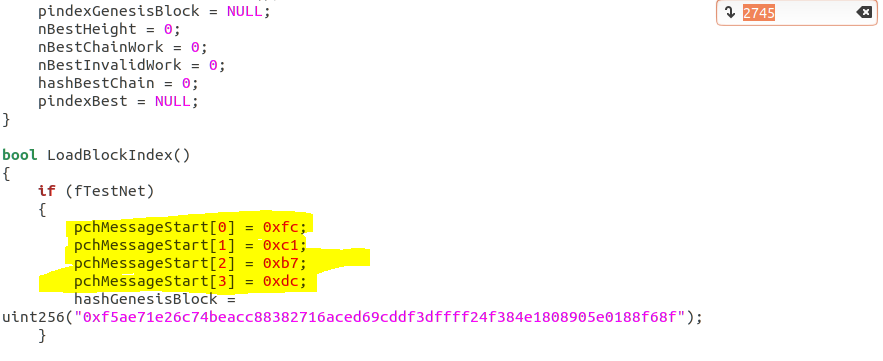 pindexGenesisBlock = NULL;
2745
nBestHeight = 0;
nBestChainWork = 0;
nBestInvalidWork = 0;
hashBestChain = 0;
pindexBest = NULL;
}
bool LoadBlockIndex()
{
if (fTestNet)
{
pchMessageStart[0] = 0xfc;
pchMessageStart[1] = 0xc1;
pchMessageStart[2] = 0xb7;
pchMessageStart[3] = 0xdc;
hashGenesisBlock =
uint256("0xf5ae71e26c74beacc88382716aced69cddf3dffff24f384e1808905e0188f68f");
}